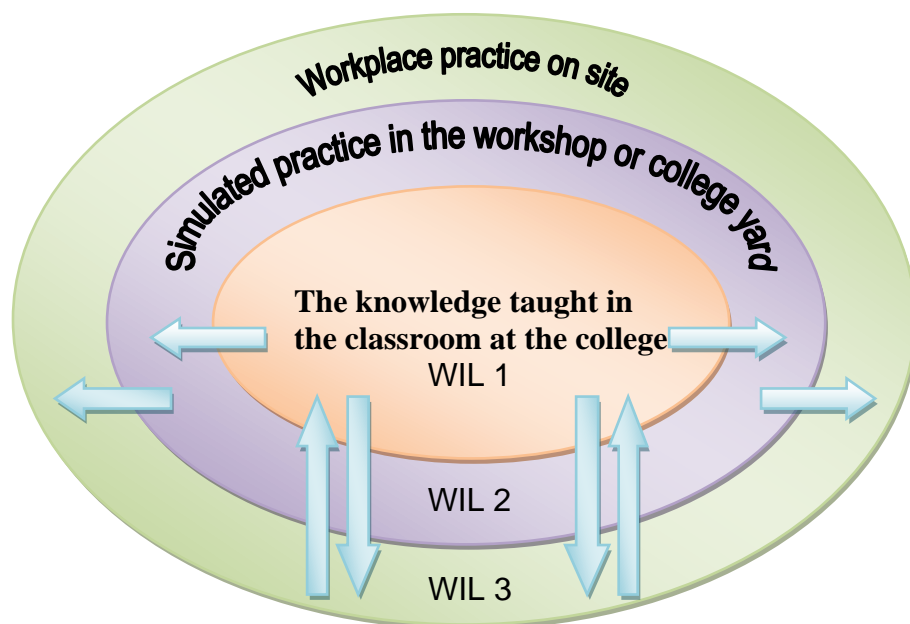 Workplace practice on site
Simulated practice in the workshop or college yard
The knowledge taught in
the classroom at the college
WIL 1
WIL 2
WIL 3